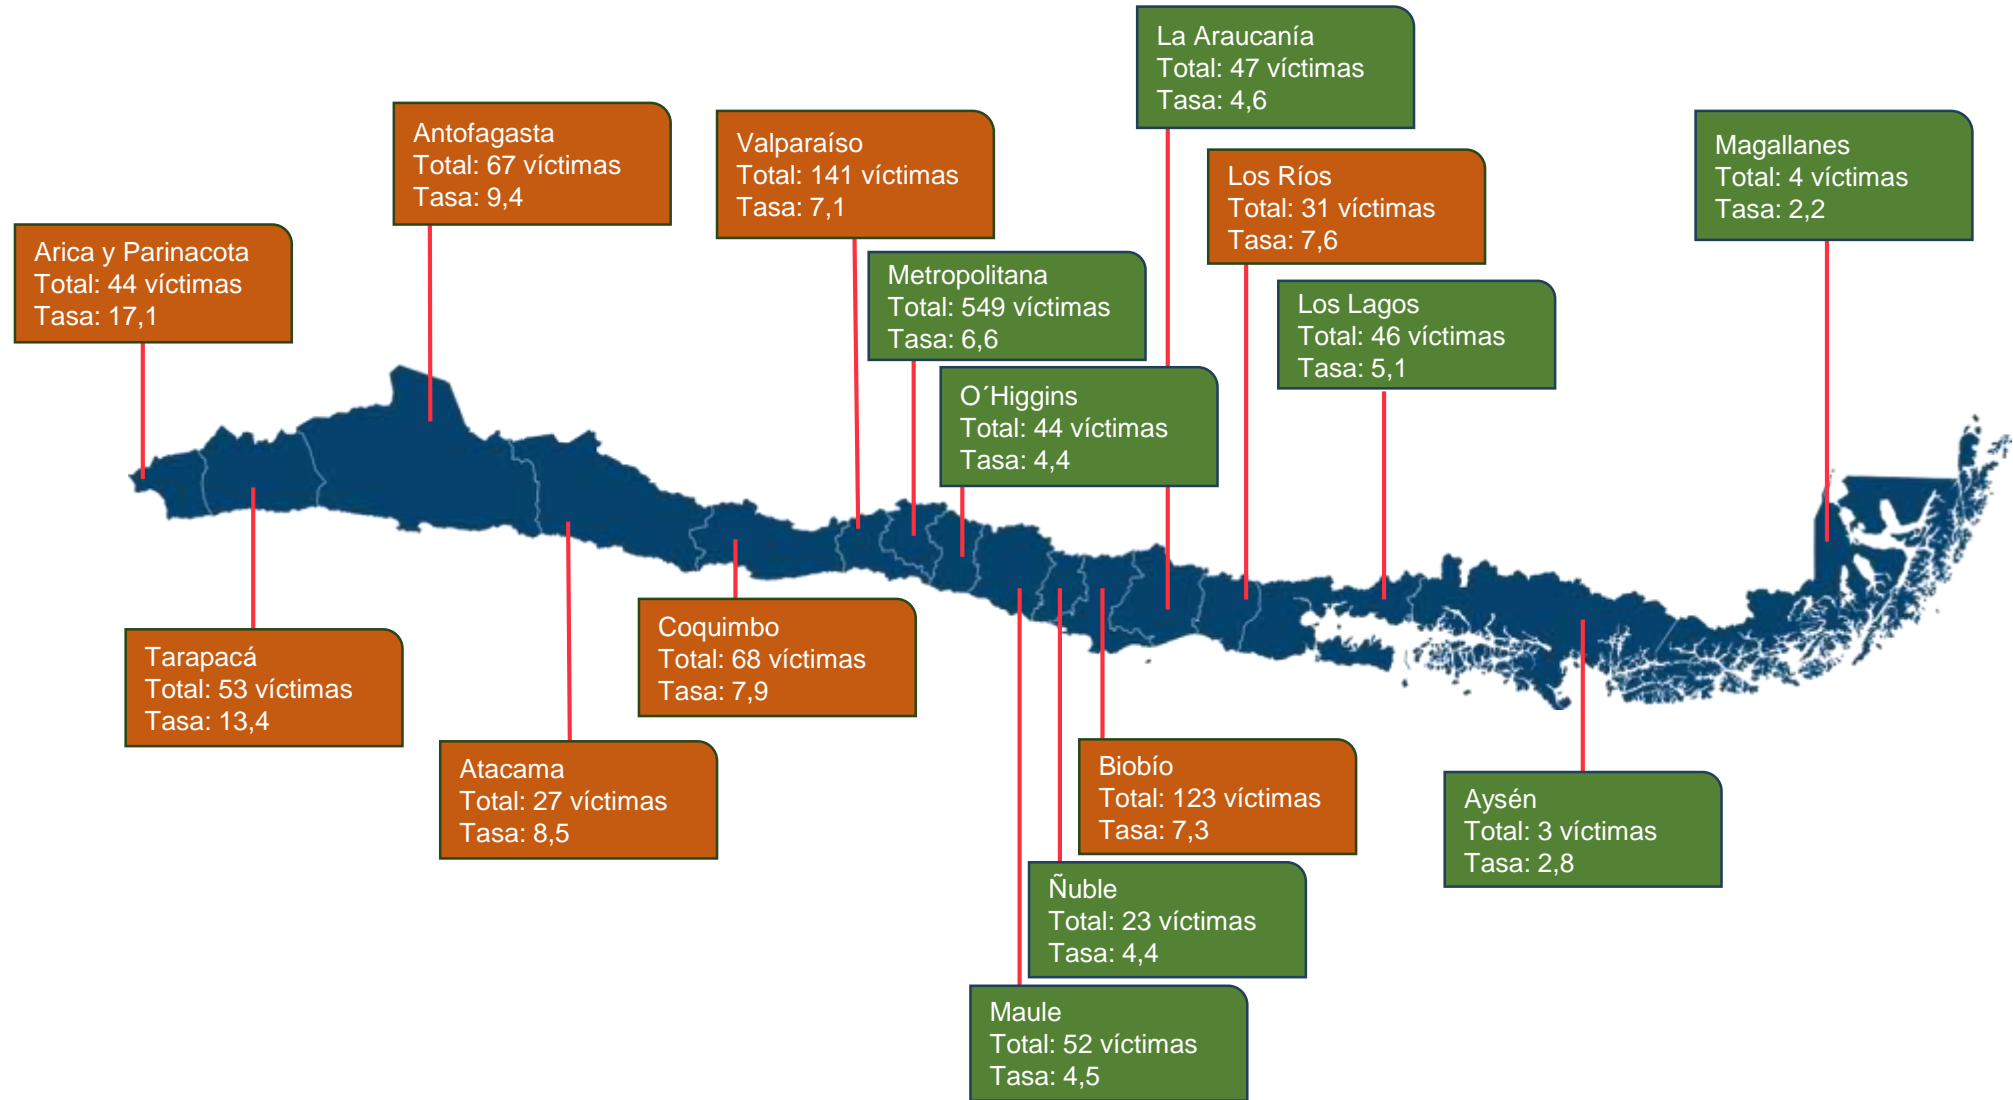 La Araucanía
Total: 47 víctimas
Tasa: 4,6
Antofagasta
Total: 67 víctimas
Tasa: 9,4
Valparaíso
Total: 141 víctimas
Tasa: 7,1
Magallanes
Total: 4 víctimas
Tasa: 2,2
Los Ríos
Total: 31 víctimas
Tasa: 7,6
Arica y Parinacota
Total: 44 víctimas
Tasa: 17,1
Metropolitana
Total: 549 víctimas
Tasa: 6,6
Los Lagos
Total: 46 víctimas
Tasa: 5,1
O´Higgins
Total: 44 víctimas
Tasa: 4,4
Coquimbo
Total: 68 víctimas
Tasa: 7,9
Tarapacá
Total: 53 víctimas
Tasa: 13,4
Atacama
Total: 27 víctimas
Tasa: 8,5
Biobío
Total: 123 víctimas
Tasa: 7,3
Aysén
Total: 3 víctimas
Tasa: 2,8
Ñuble
Total: 23 víctimas
Tasa: 4,4
Maule
Total: 52 víctimas
Tasa: 4,5